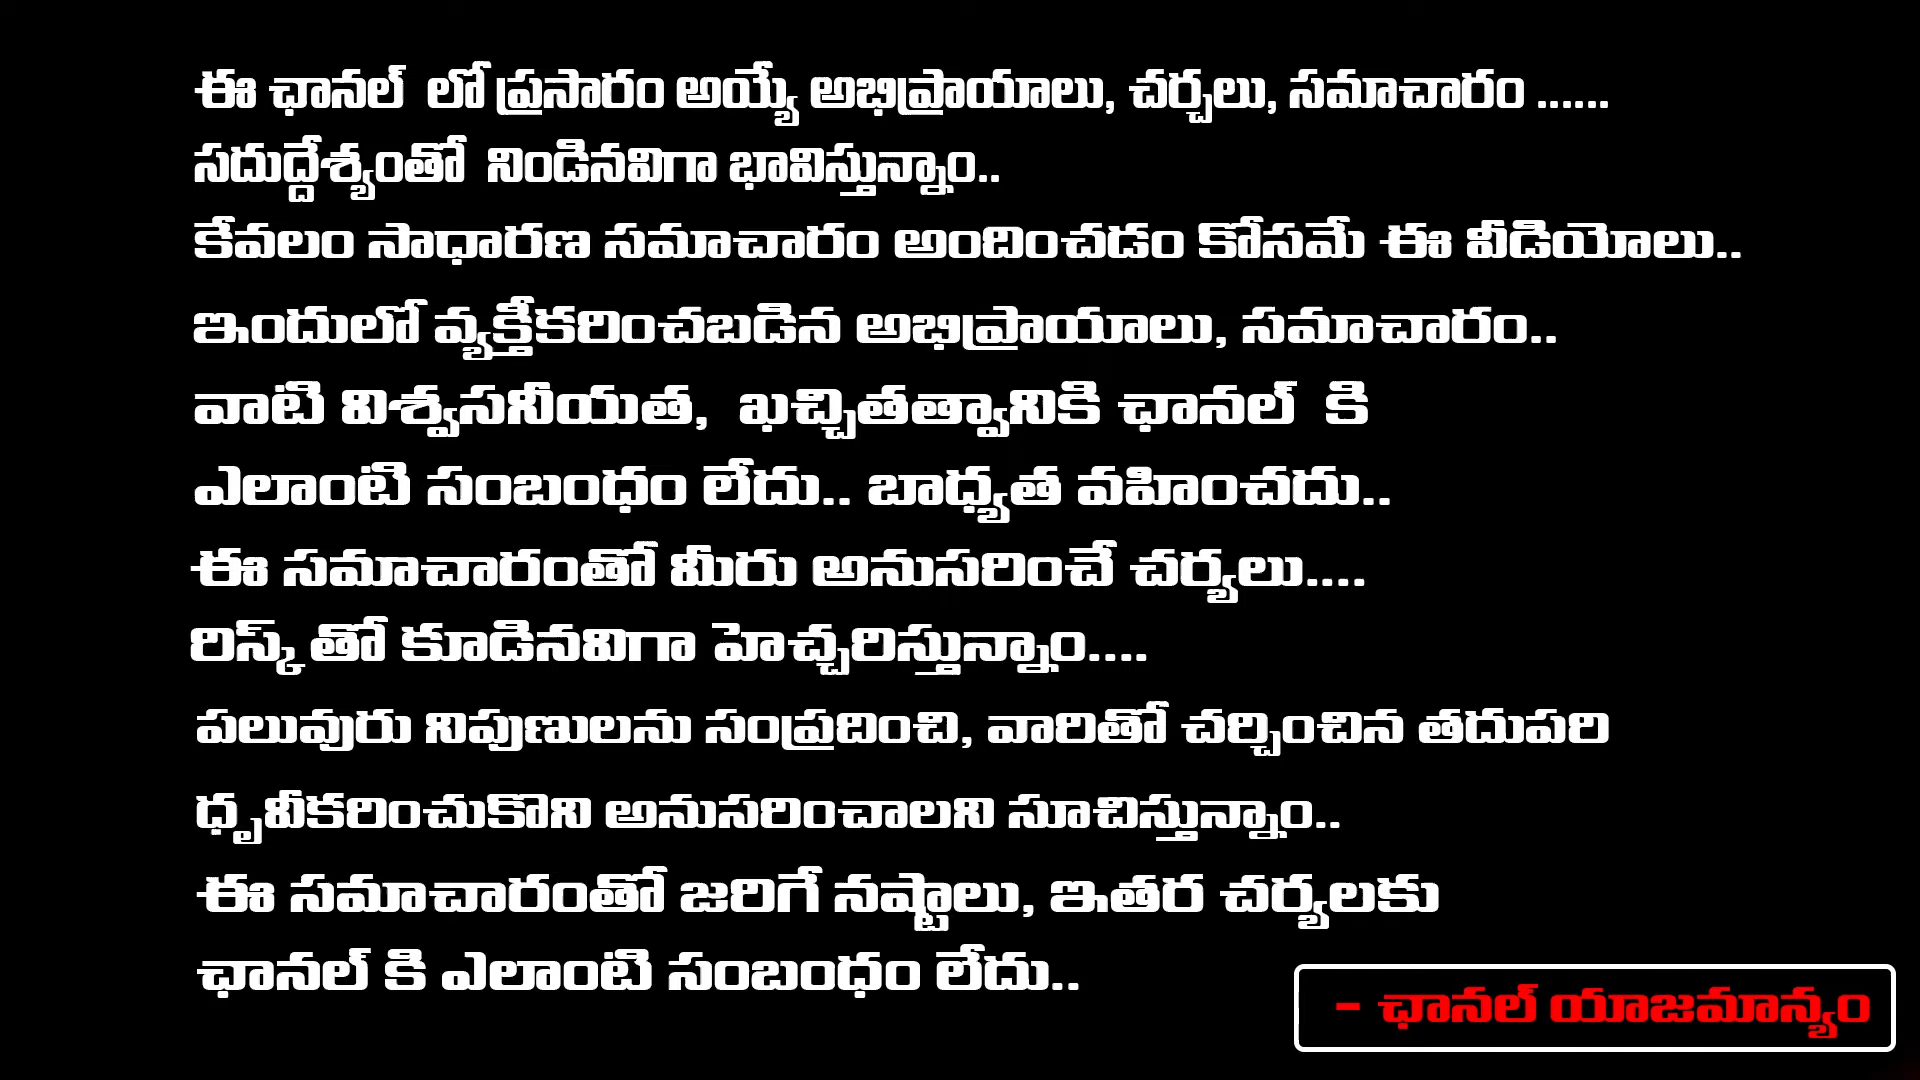 ఈ ఛానల్ లో ప్రసారం అయ్యే అభిప్రాయాలు, చర్చలు, సమాచారం ......
సదుద్దేశ్యంతో నిండినవిగా భావిస్తున్నాం..
కేవలం సాధారణ సమాచారం అందించడం కోసమే ఈ వీడియోలు..
ఇందులో వ్యక్తీకరించబడిన అభిప్రాయాలు, సమాచారం..
వాటి విశ్వసనీయత, ఖచ్చితత్వానికి ఛానల్ కి
ఎలాంటి సంబంధం లేదు.. బాధ్యత వహించదు..
ఈ సమాచారంతో మీరు అనుసరించే చర్యలు....
రిస్క్ తో కూడినవిగా హెచ్చరిస్తున్నాం....
పలువురు నిపుణులను సంప్రదించి, వారితో చర్చించిన తదుపరి
ధృవీకరించుకొని అనుసరించాలని సూచిస్తున్నాం..
ఈ సమాచారంతో జరిగే నష్టాలు, ఇతర చర్యలకు
ఛానల్ కి ఎలాంటి సంబంధం లేదు..
- ఛానల్ యాజమాన్యం